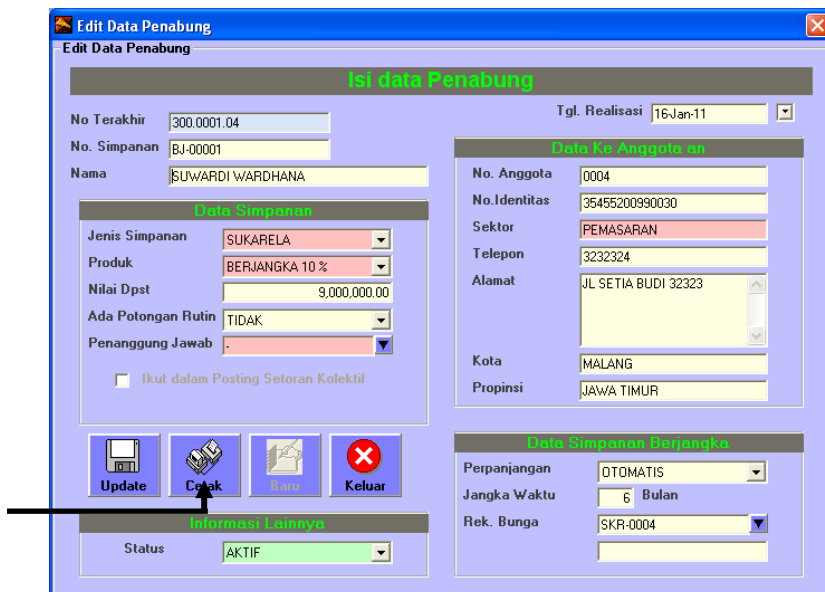 Edit Data Penabung
Edit Data Penabung
Isi data Penabung
No Terakhir 300.0001.04
Tgl. Realisasi 16-Jan-11
No. Simpanan BJ-00001
Nama SUWARDI WARDHANA
Data Simpanan
Jenis Simpanan SUKARELA
Produk BERJANGKA 10 %
Nilai Dpst 9,000,000.00
Ada Potongan Rutin TIDAK
Penanggung Jawab -
Ikut dalam Posting Setoran Kolektif
Data Ke Anggota an
No. Anggota 0004
No.Identitas 35455200990030
Sektor PEMASARAN
Telepon 3232324
Alamat JL SETIA BUDI 32323
Kota MALANG
Propinsi JAWA TIMUR
Update Cetak Baru Keluar
Informasi Lainnya
Status AKTIF
Data Simpanan Berjangka
Perpanjangan OTOMATIS
Jangka Waktu 6 Bulan
Rek. Bunga SKR-0004